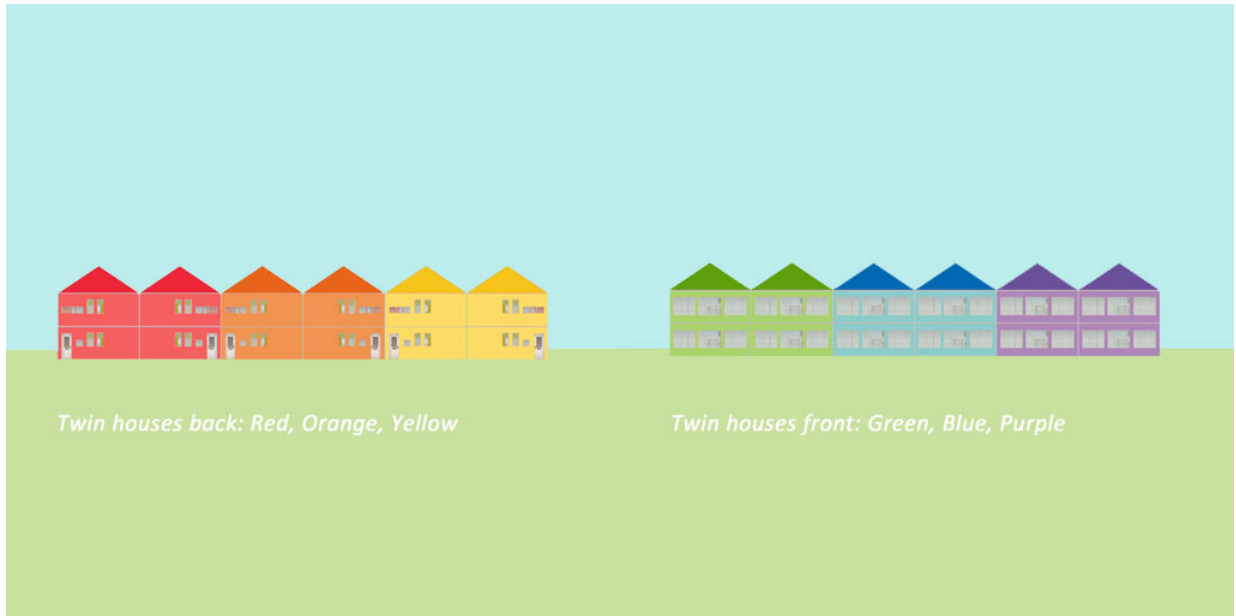 Twin houses back: Red, Orange, Yellow
Twin houses front: Green, Blue, Purple